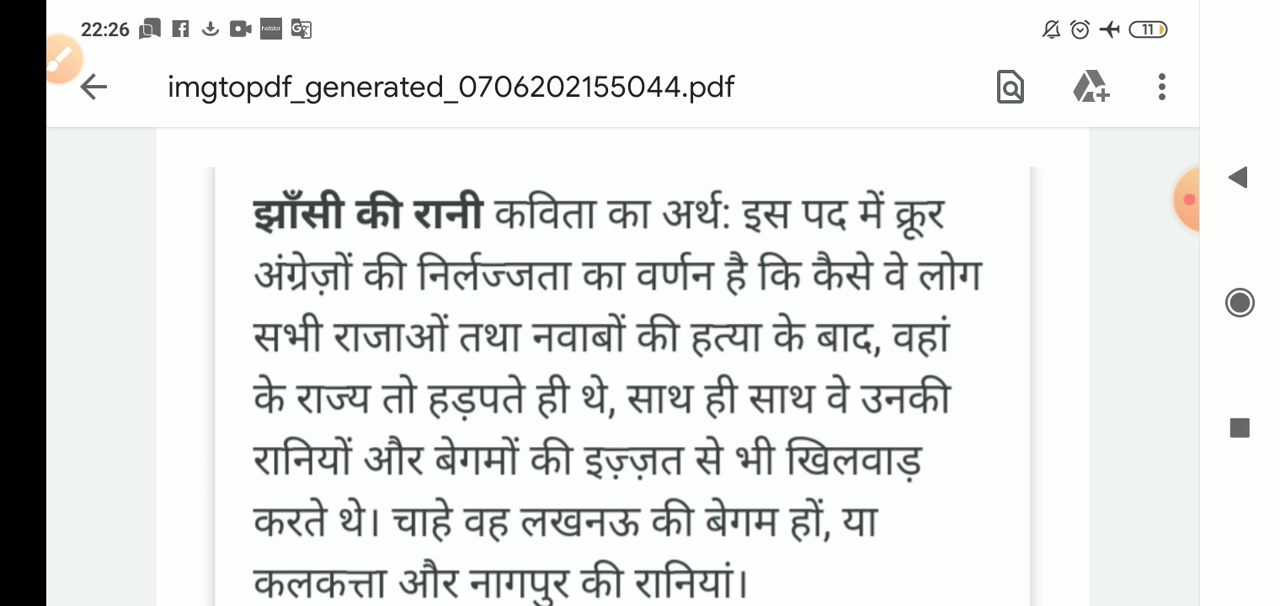 22:26
11
imgtopdf_generated_0706202155044.pdf
झाँसी की रानी कविता का अर्थ: इस पद में क्रूर
अंग्रेज़ों की निर्लज्जता का वर्णन है कि कैसे वे लोग
सभी राजाओं तथा नवाबों की हत्या के बाद, वहां
के राज्य तो हड़पते ही थे, साथ ही साथ वे उनकी
रानियों और बेगमों की इज़्ज़त से भी खिलवाड़
करते थे। चाहे वह लखनऊ की बेगम हों, या
कलकत्ता और नागपुर की रानियां।